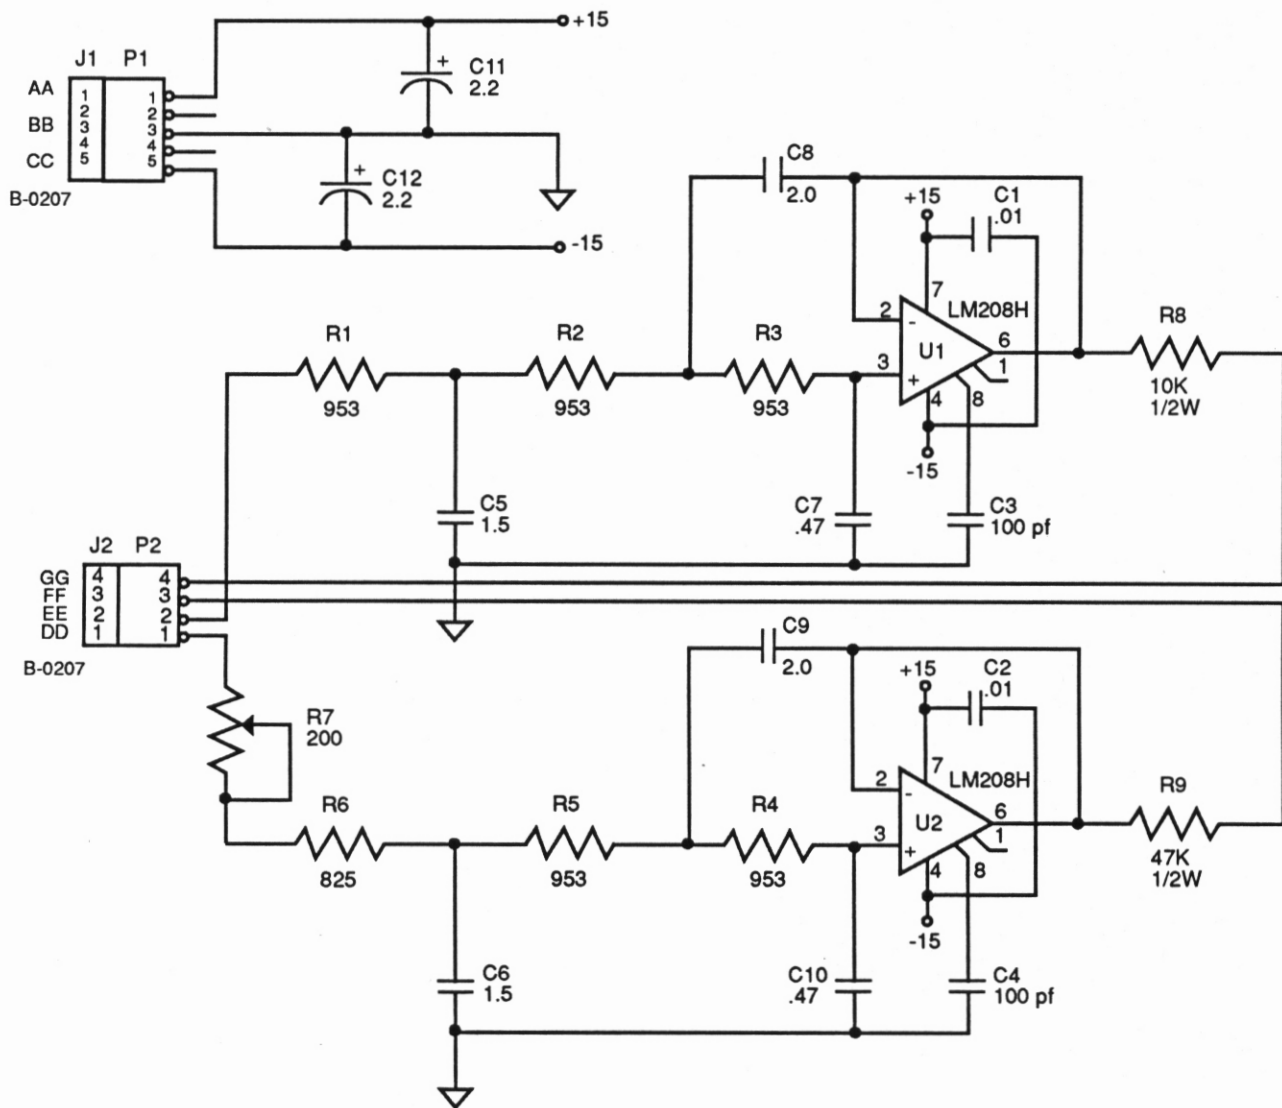 +15
J1 P1
C11
2.2
+
AA
BB
CC
1
2
3
4
5
1
2
3
4
5
B-0207
+
C12
2.2
-15
C8
2.0
+15
C1
.01
7
LM208H
2
-
U1
3
+
6
1
4
8
-15
R1
953
R2
953
R3
953
R8
10K
1/2W
C5
1.5
C7
.47
C3
100 pf
J2 P2
GG
FF
EE
DD
4
3
2
1
4
3
2
1
B-0207
C9
2.0
+15
C2
.01
7
LM208H
2
-
U2
3
+
6
1
4
8
-15
R7
200
R6
825
R5
953
R4
953
R9
47K
1/2W
C6
1.5
C10
.47
C4
100 pf